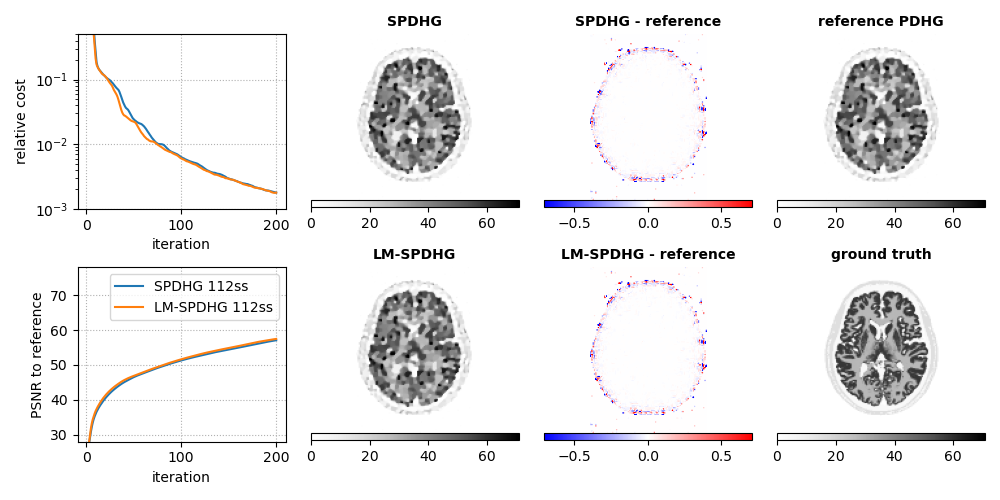 SPDHG
SPDHG - reference
reference PDHG
relative cost
10⁻¹
10⁻²
10⁻³
0 100 200
iteration
0 20 40 60
−0.5 0.0 0.5
0 20 40 60
LM-SPDHG
LM-SPDHG - reference
ground truth
PSNR to reference
70
60
50
40
30
SPDHG 112ss
LM-SPDHG 112ss
0 100 200
iteration
0 20 40 60
−0.5 0.0 0.5
0 20 40 60